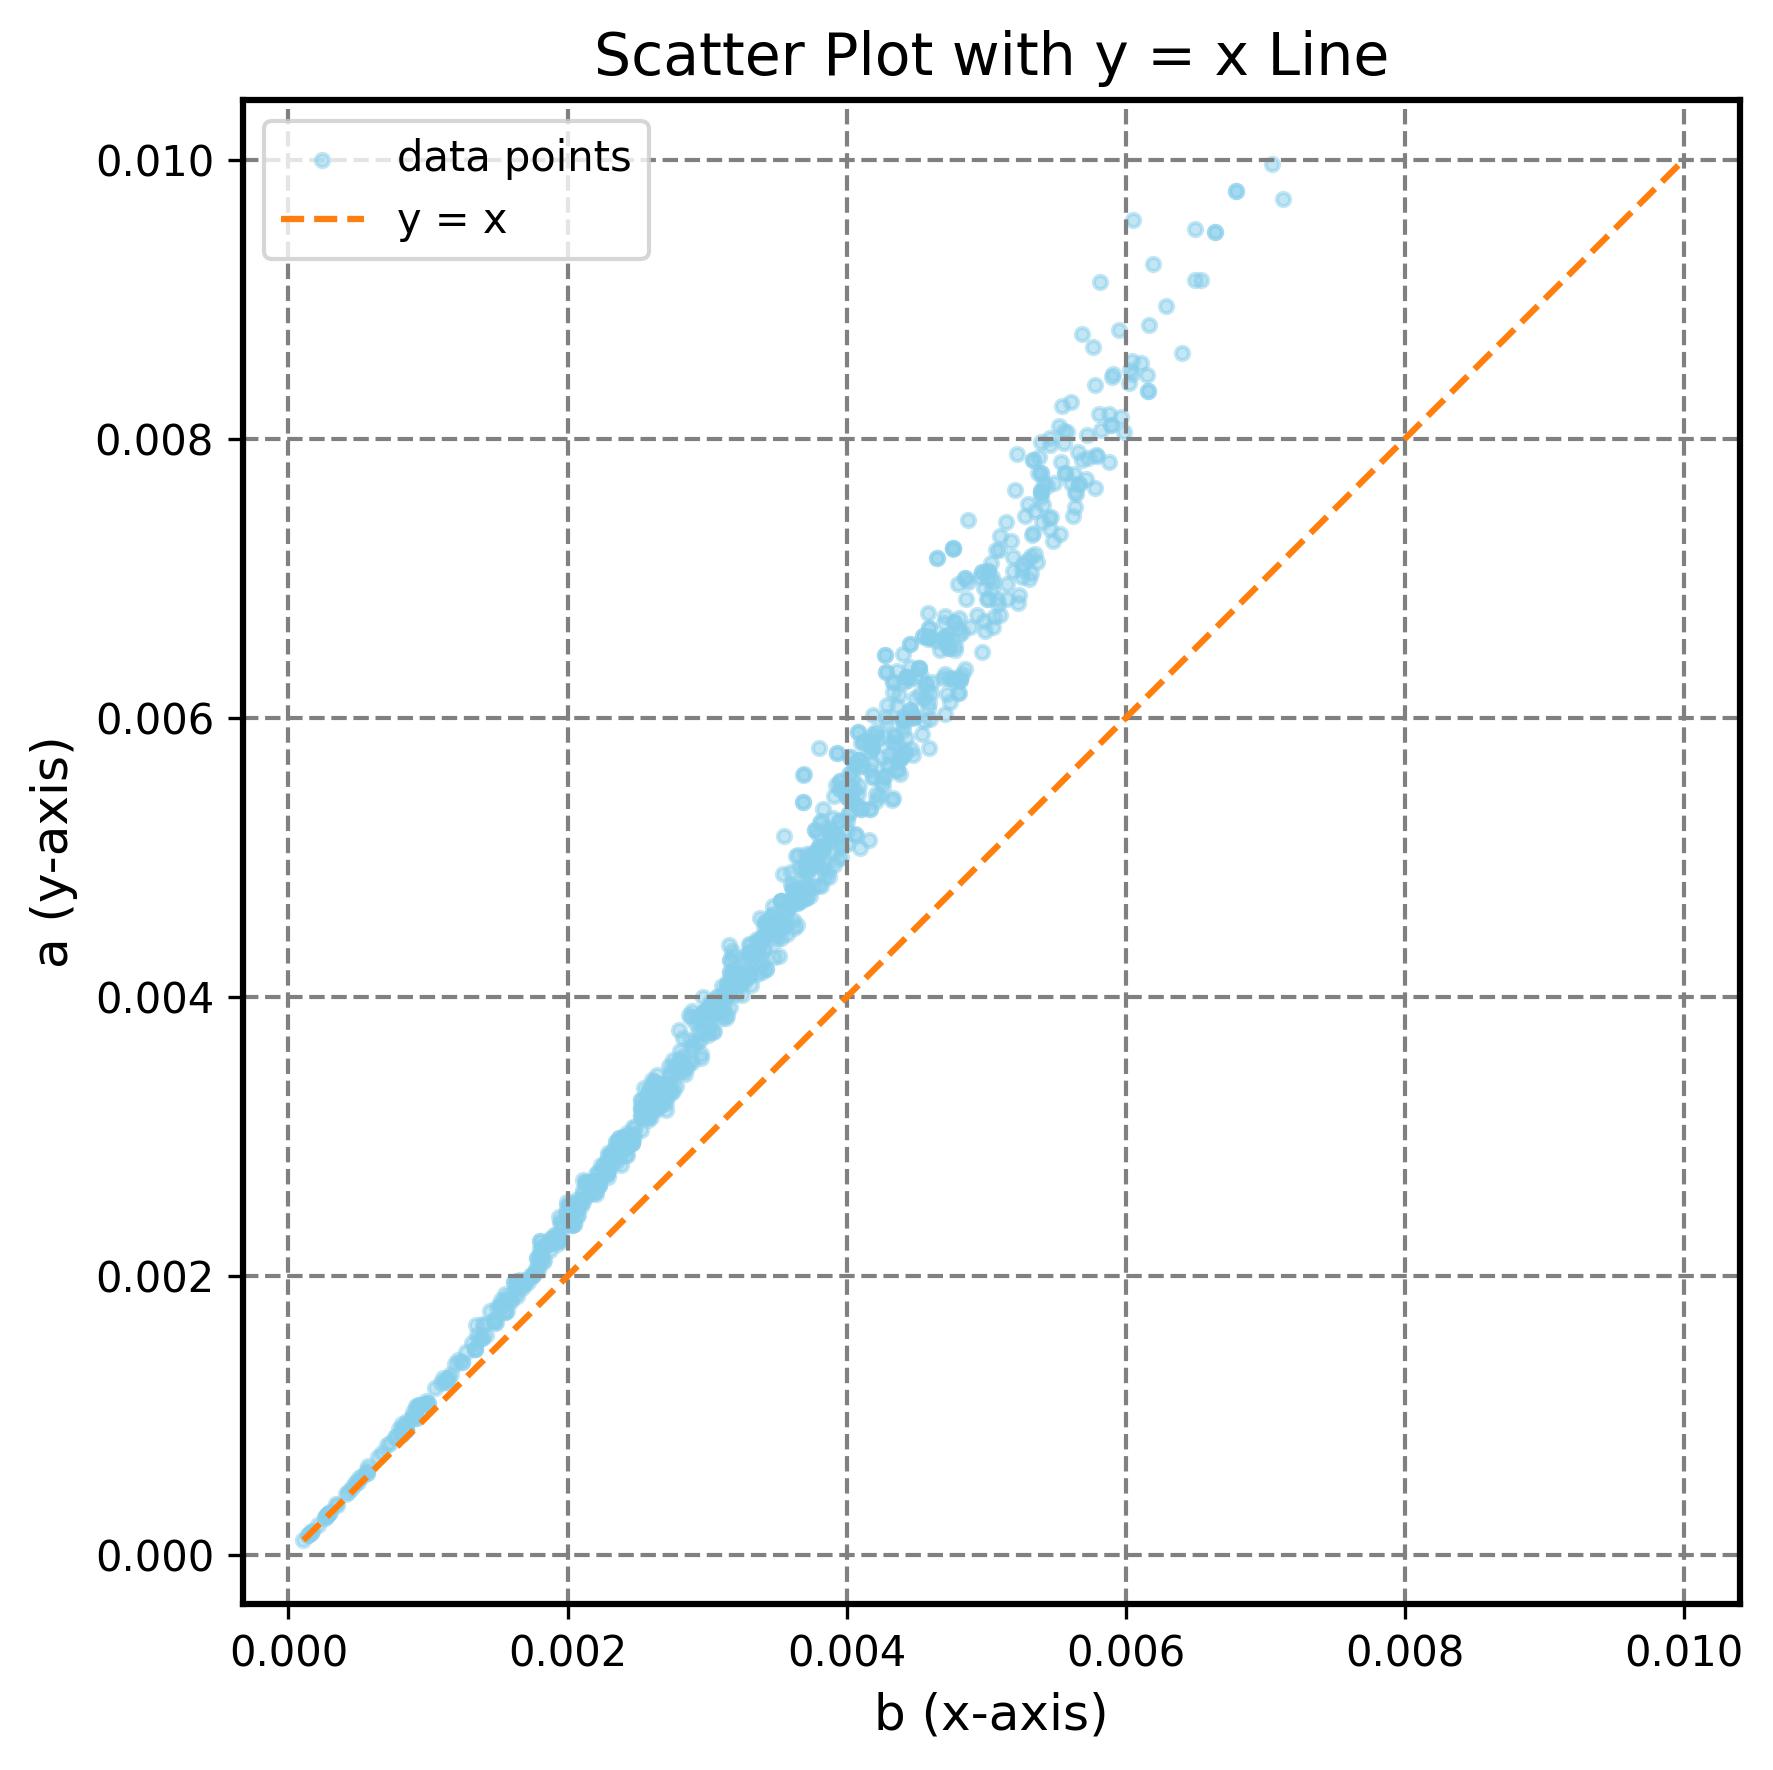 Scatter Plot with y = x Line
data points
y = x
0.010
0.008
0.006
0.004
0.002
0.000
a (y-axis)
0.000 0.002 0.004 0.006 0.008 0.010
b (x-axis)